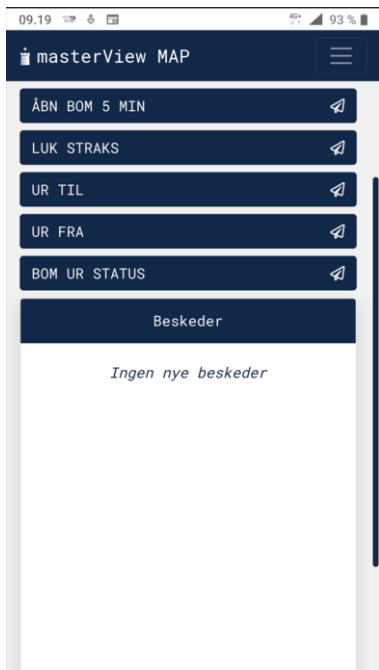 09.19 4G+ 93 %
masterView MAP
ÅBN BOM 5 MIN
LUK STRAKS
UR TIL
UR FRA
BOM UR STATUS
Beskeder
Ingen nye beskeder